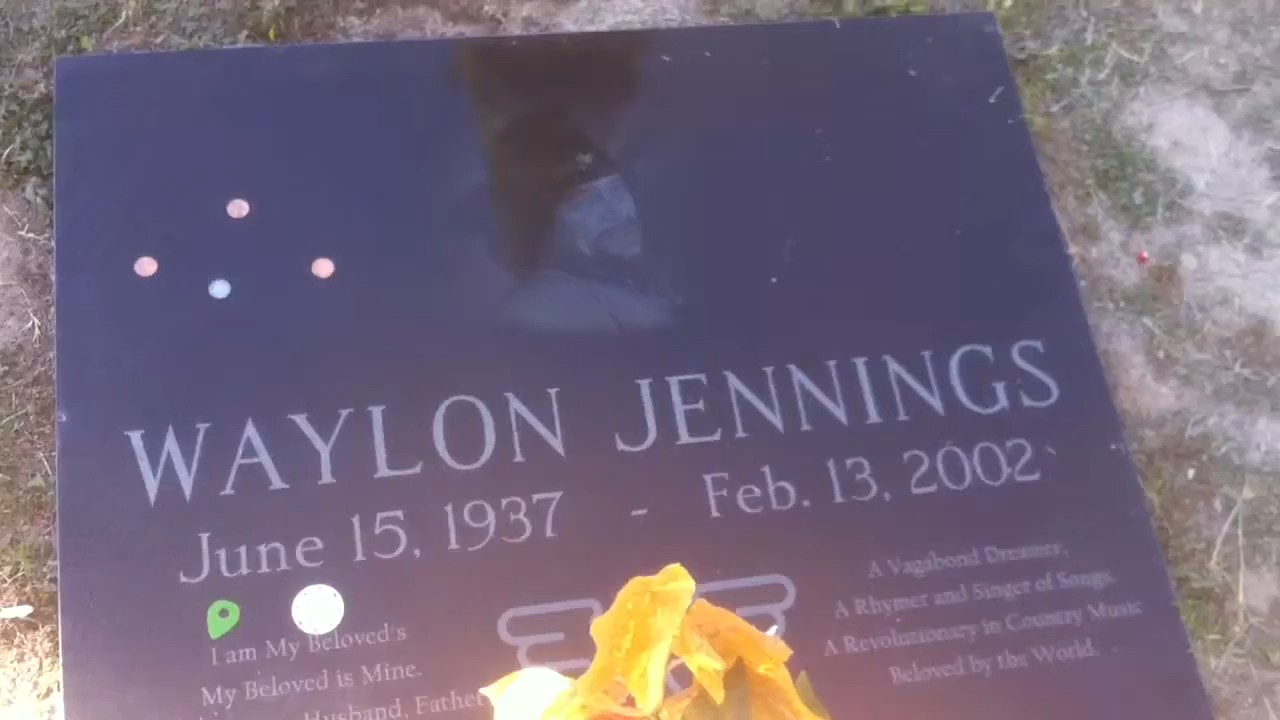 WAYLON JENNINGS
June 15, 1937 - Feb. 13, 2002
I am My Beloved's
My Beloved is Mine.
Husband, Father
A Vagabond Dreamer,
A Rhymer and Singer of Songs.
A Revolutionary in Country Music
Beloved by the World.